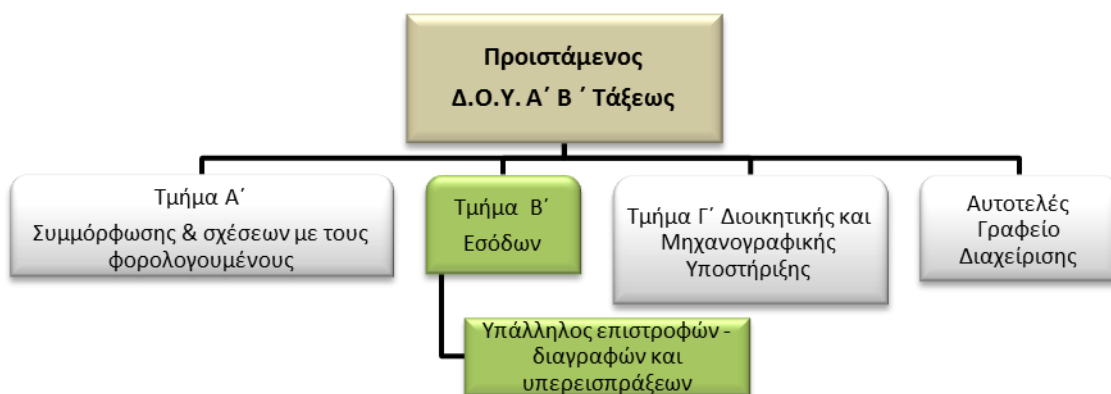 Προιστάμενος
Δ.Ο.Υ. Α΄ Β ΄ Τάξεως
Τμήμα Α΄
Συμμόρφωσης & σχέσεων με τους
φορολογουμένους
Τμήμα Β΄
Εσόδων
Τμήμα Γ΄ Διοικητικής και
Μηχανογραφικής
Υποστήριξης
Αυτοτελές
Γραφείο
Διαχείρισης
Υπάλληλος επιστροφών -
διαγραφών και
υπερεισπράξεων